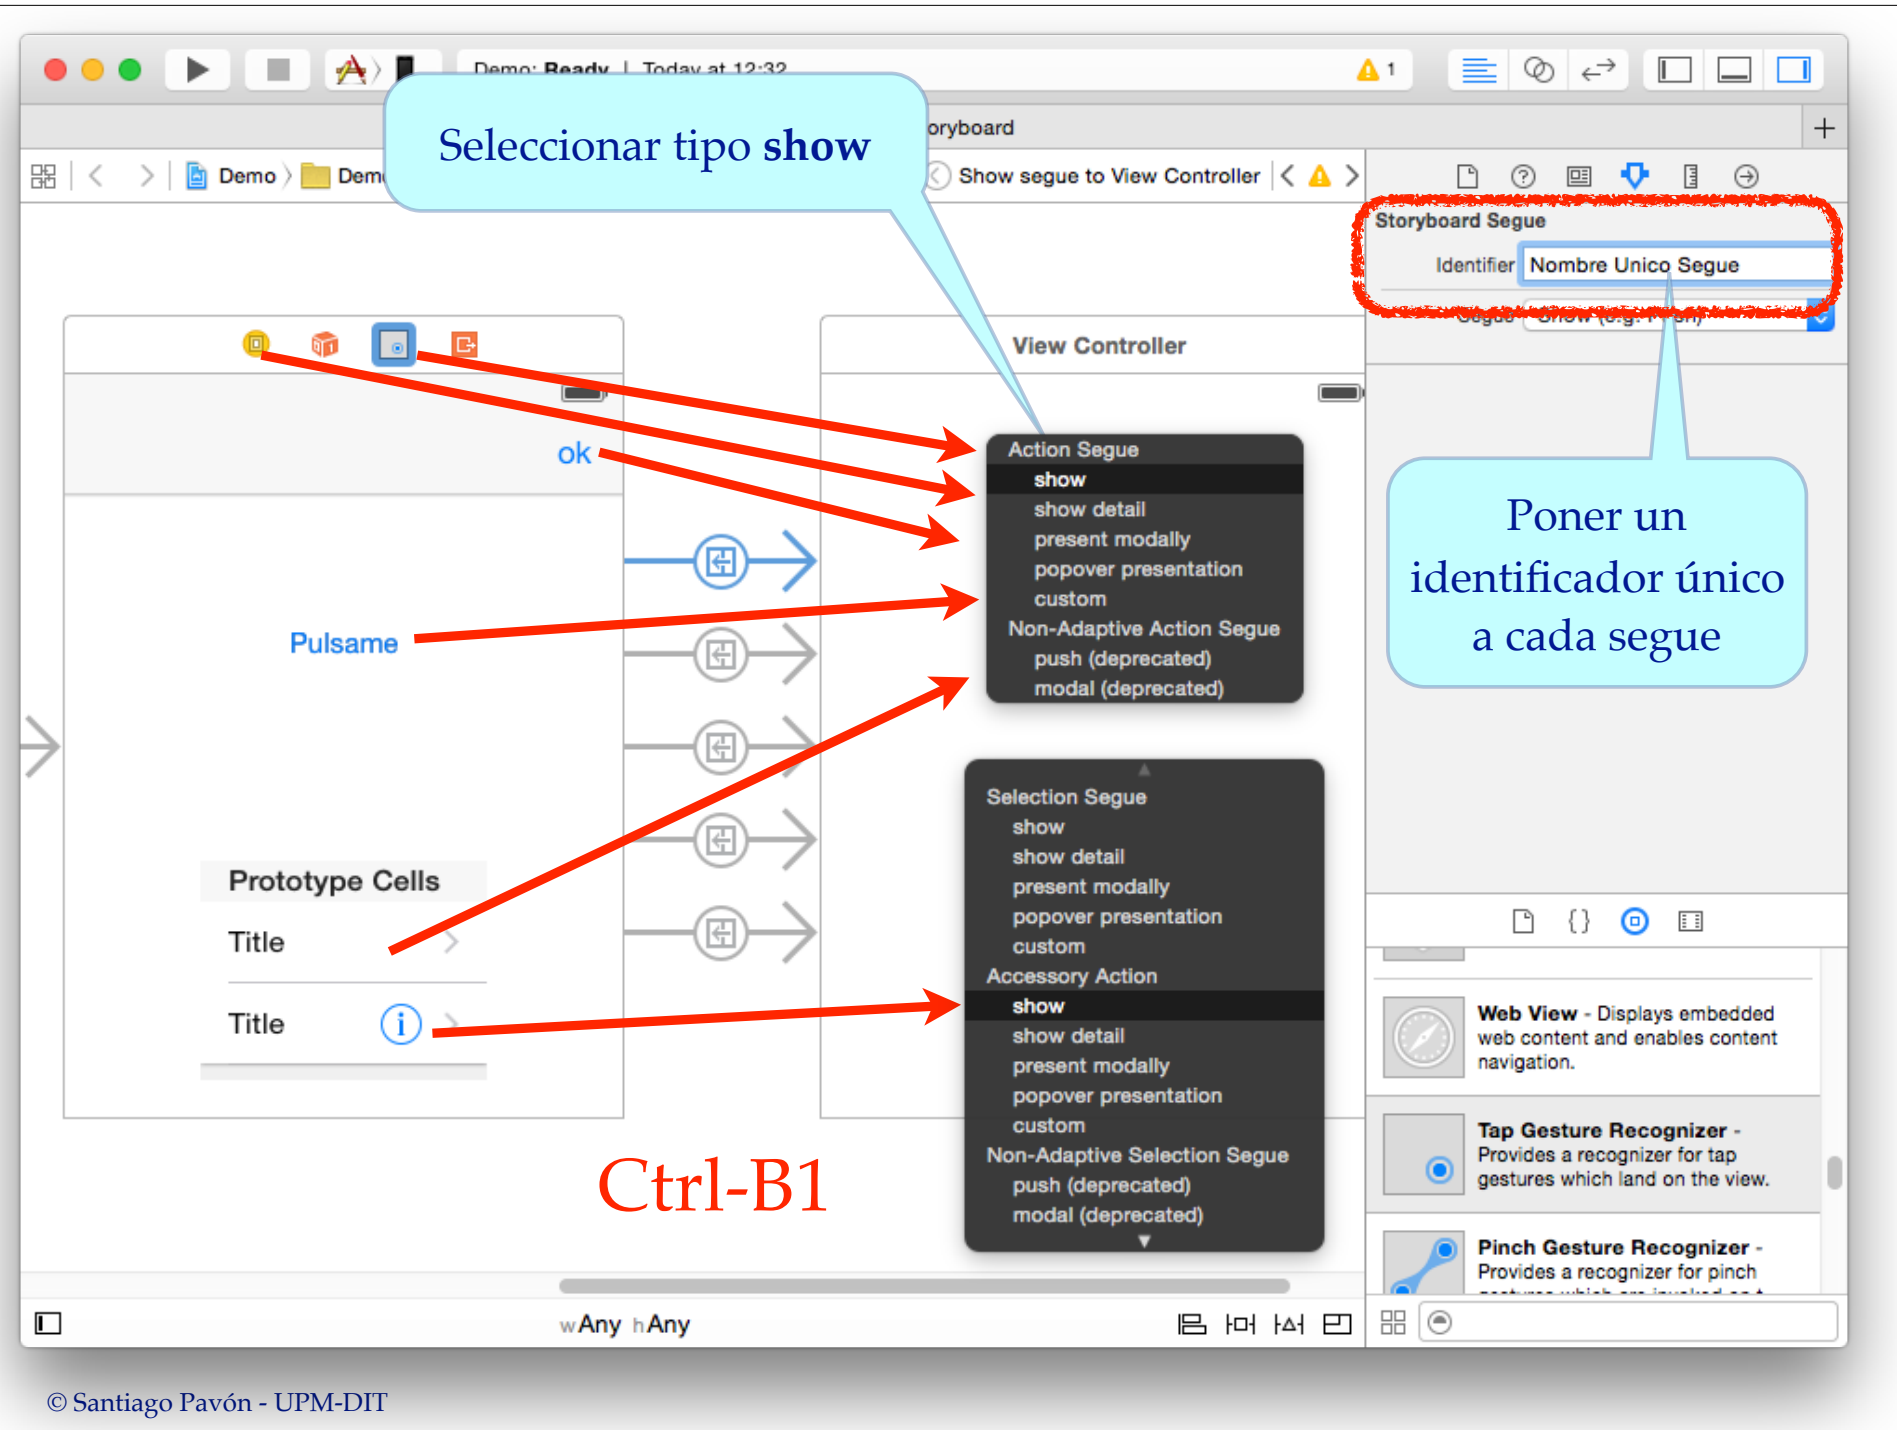 Demo: Ready | Today at 12:32
1
Seleccionar tipo show
oryboard
+
Demo
Show segue to View Controller
Storyboard Segue
Identifier Nombre Unico Segue
Segue Show (e.g. Push)
View Controller
ok
Action Segue
show
show detail
present modally
popover presentation
custom
Non-Adaptive Action Segue
push (deprecated)
modal (deprecated)
Poner un
identificador único
a cada segue
Pulsame
Prototype Cells
Title
Title
Selection Segue
show
show detail
present modally
popover presentation
custom
Accessory Action
show
show detail
present modally
popover presentation
custom
Non-Adaptive Selection Segue
push (deprecated)
modal (deprecated)
Ctrl-B1
Web View - Displays embedded
web content and enables content
navigation.
Tap Gesture Recognizer -
Provides a recognizer for tap
gestures which land on the view.
Pinch Gesture Recognizer -
Provides a recognizer for pinch
wAny hAny
© Santiago Pavón - UPM-DIT